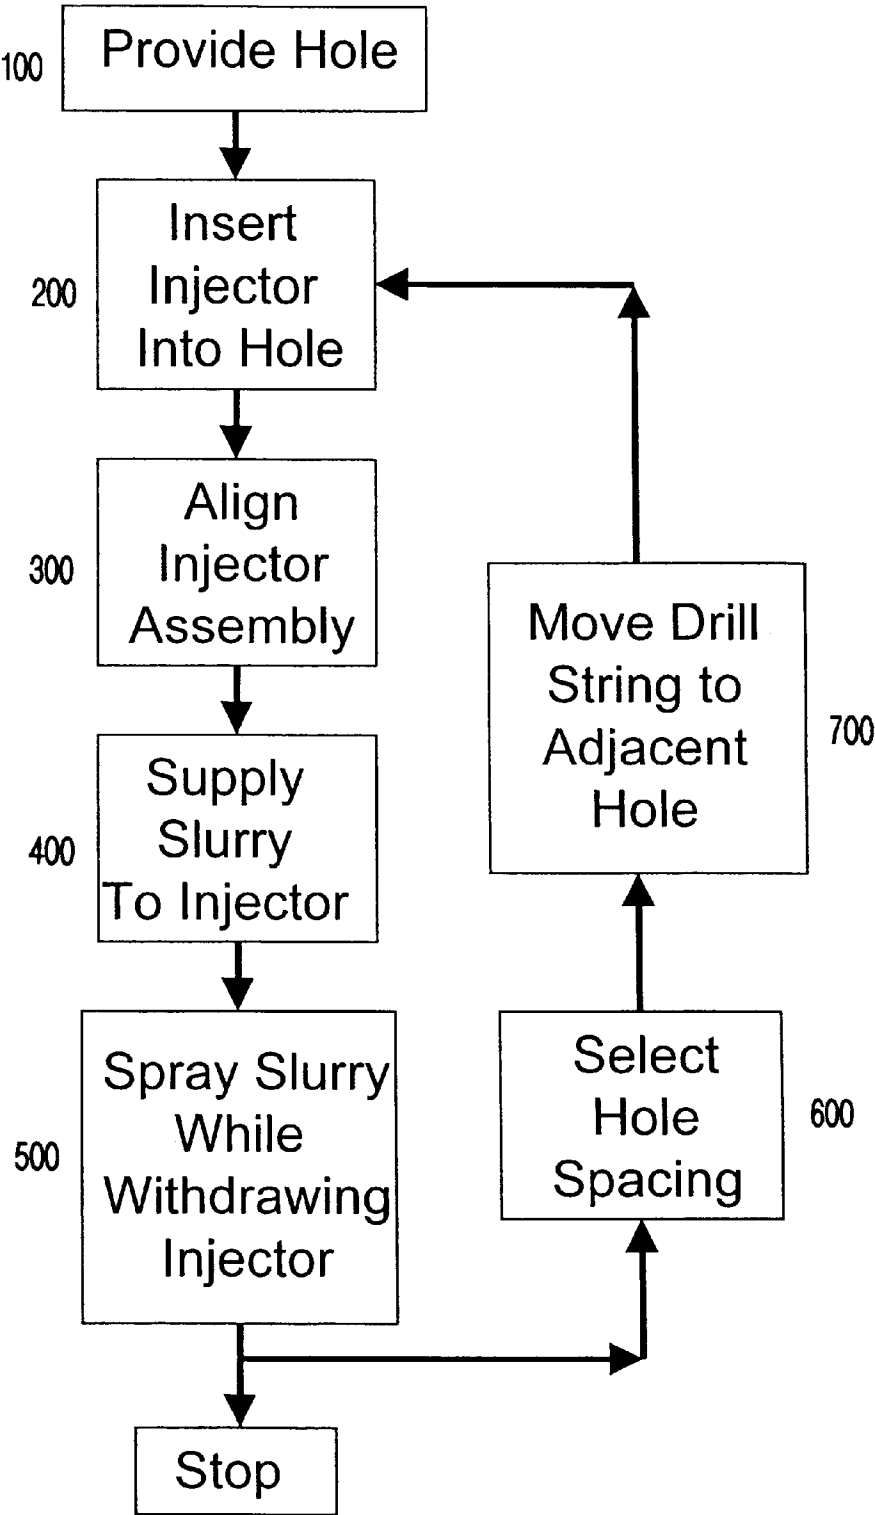 Provide Hole
100
Insert
Injector
Into Hole
200
Align
Injector
Assembly
300
Supply
Slurry
To Injector
400
Spray Slurry
While
Withdrawing
Injector
500
Stop
Select
Hole
Spacing
600
Move Drill
String to
Adjacent
Hole
700